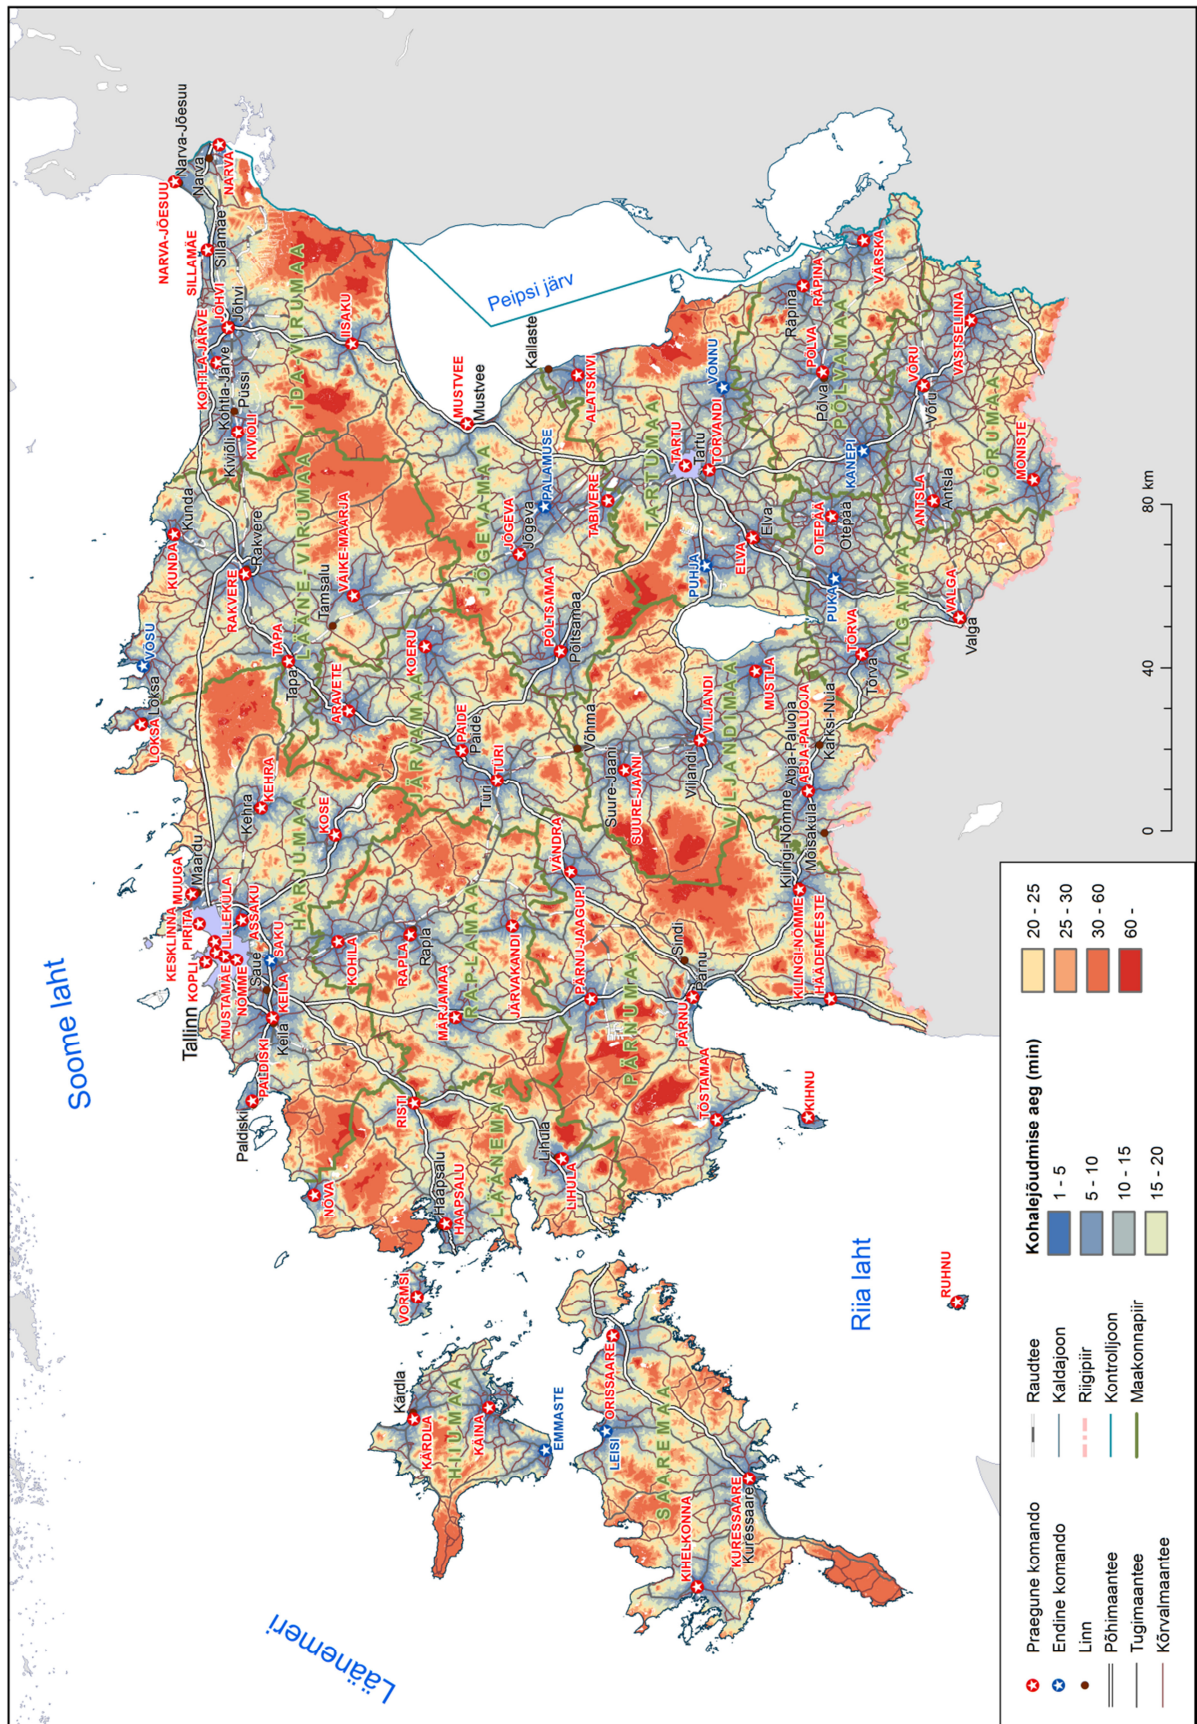 Soome laht
Läänemeri
Riia laht
Peipsi järv
NARVA-JÕESUU
Narva-Jõesuu
Narva
NARVA
SILLAMÄE
Sillamäe
JÕHVI
Jõhvi
KOHTLA-JÄRVE
Kohtla-Järve
Püssi
Kiviõli
KIVIÕLI
IDA-VIRUMAA
IISAKU
KUNDA
Kunda
RAKVERE
Rakvere
VÕSU
LOKSA
Loksa
TAPA
Tapa
LÄÄNE-VIRUMAA
Tamsalu
VÄIKE-MAARJA
ARAVETE
KOERU
JÄRVAMAA
PAIDE
Paide
TÜRI
Türi
KEHRA
Kehra
KOSE
HARJUMAA
MUUGA
Maardu
KESKLINNA
PIRITA
KOPLI
LILLEKÜLA
ASSAKU
MUSTAMÄE
NÕMME
Tallinn
Saue
SAKU
KEILA
Keila
PALDISKI
Paldiski
KOHILA
RAPLA
Rapla
RAPLAMAA
MÄRJAMAA
JÄRVAKANDI
RISTI
NÕVA
HAAPSALU
Haapsalu
LÄÄNEMAA
LIHULA
Lihula
VORMSI
KÄRDLA
Kärdla
HIIUMAA
KÄINA
EMMASTE
LEISI
ORISSAARE
SAAREMAA
KIHELKONNA
KURESSAARE
Kuressaare
RUHNU
KIHNU
TÕSTAMAA
PÄRNU
Pärnu
Sindi
PÄRNUMAA
PÄRNU-JAAGUPI
VÄNDRA
HÄÄDEMEESTE
KILINGI-NÕMME
Kilingi-Nõmme
Mõisaküla
ABJA-PALUOJA
Abja-Paluoja
Karksi-Nuia
VILJANDIMAA
VILJANDI
Viljandi
SUURE-JAANI
Suure-Jaani
Võhma
MUSTLA
MUSTVEE
Mustvee
Kallaste
ALATSKIVI
JÕGEVAMAA
JÕGEVA
Jõgeva
PALAMUSE
TABIVERE
PÕLTSAMAA
Põltsamaa
TARTUMAA
TARTU
Tartu
TÕRVANDI
VÕNNU
PUHJA
ELVA
Elva
PÕLVAMAA
PÕLVA
Põlva
RÄPINA
Räpina
VÄRSKA
KANEPI
OTEPÄÄ
Otepää
PUKA
TÕRVA
Tõrva
VALGAMAA
VALGA
Valga
ANTSLA
Antsla
VÕRUMAA
VÕRU
Võru
VASTSELIINA
MÕNISTE
0
40
80 km
Praegune komando
Endine komando
Linn
Põhimaantee
Tugimaantee
Kõrvalmaantee
Raudtee
Kaldajoon
Riigipiir
Kontrolljoon
Maakonnapiir
Kohalejõudmise aeg (min)
1 - 5
5 - 10
10 - 15
15 - 20
20 - 25
25 - 30
30 - 60
60 -